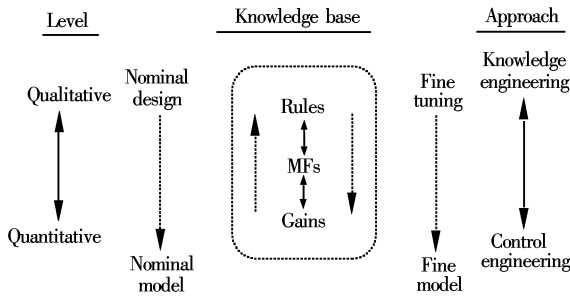 Level
Knowledge base
Approach
Qualitative
Nominal
design
Rules
MFs
Gains
Fine
tuning
Knowledge
engineering
Quantitative
Nominal
model
Fine
model
Control
engineering